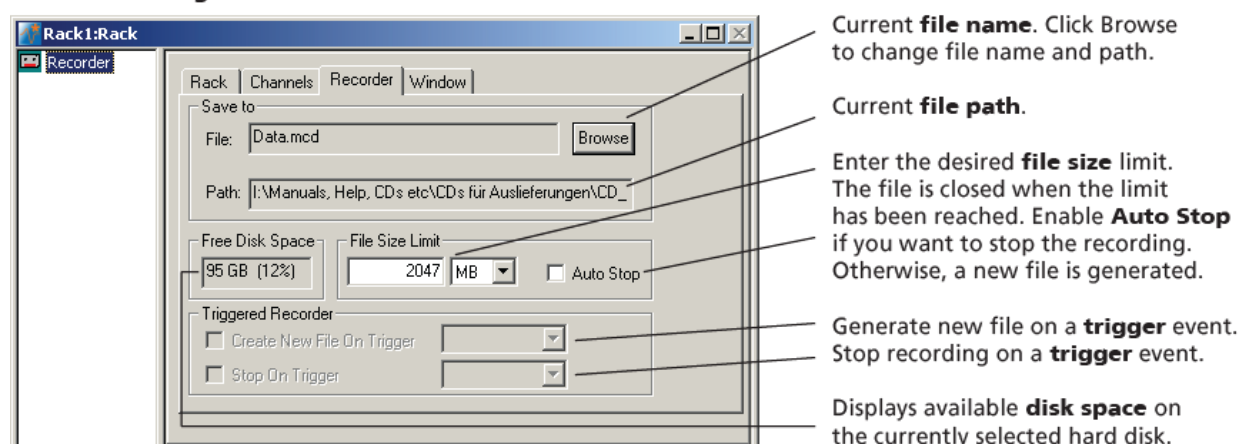 Rack1:Rack
Recorder
Rack Channels Recorder Window
Save to
File: Data.mcd Browse
Path: I:\Manuals, Help, CDs etc\CDs für Auslieferungen\CD_
Free Disk Space File Size Limit
95 GB (12%) 2047 MB Auto Stop
Triggered Recorder
Create New File On Trigger
Stop On Trigger
Current file name. Click Browse
to change file name and path.
Current file path.
Enter the desired file size limit.
The file is closed when the limit
has been reached. Enable Auto Stop
if you want to stop the recording.
Otherwise, a new file is generated.
Generate new file on a trigger event.
Stop recording on a trigger event.
Displays available disk space on
the currently selected hard disk.